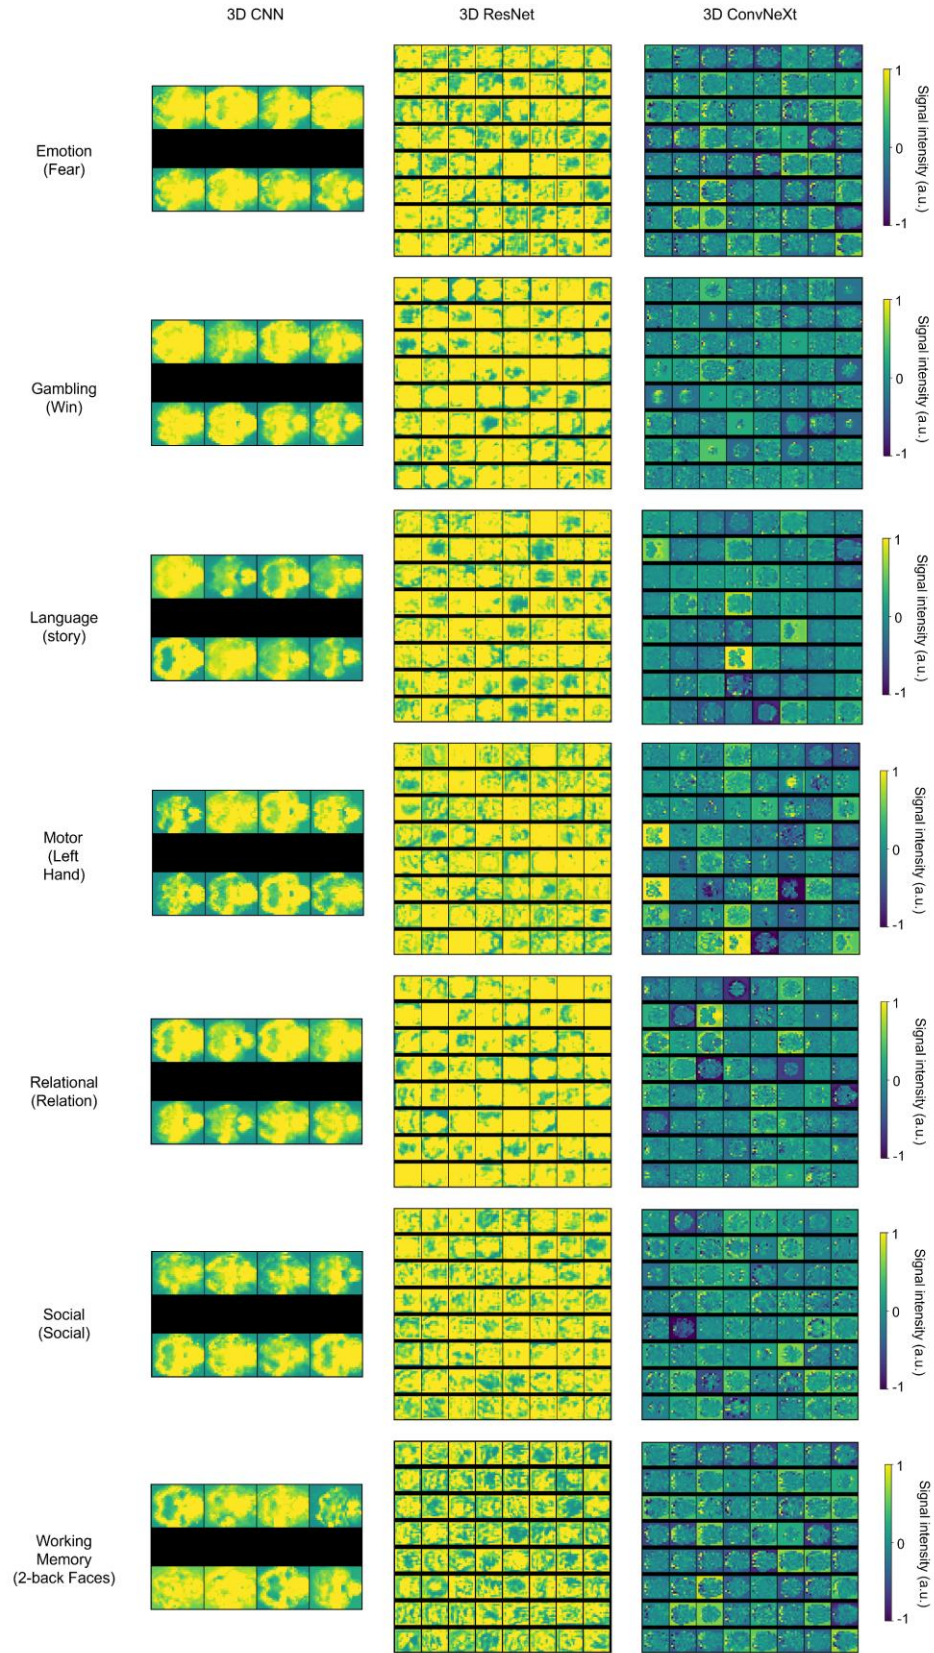 3D CNN
3D ResNet
3D ConvNeXt
Emotion
(Fear)
1
0
-1
Signal intensity (a.u.)
Gambling
(Win)
1
0
-1
Signal intensity (a.u.)
Language
(story)
1
0
-1
Signal intensity (a.u.)
Motor
(Left
Hand)
1
0
-1
Signal intensity (a.u.)
Relational
(Relation)
1
0
-1
Signal intensity (a.u.)
Social
(Social)
1
0
-1
Signal intensity (a.u.)
Working
Memory
(2-back Faces)
1
0
-1
Signal intensity (a.u.)